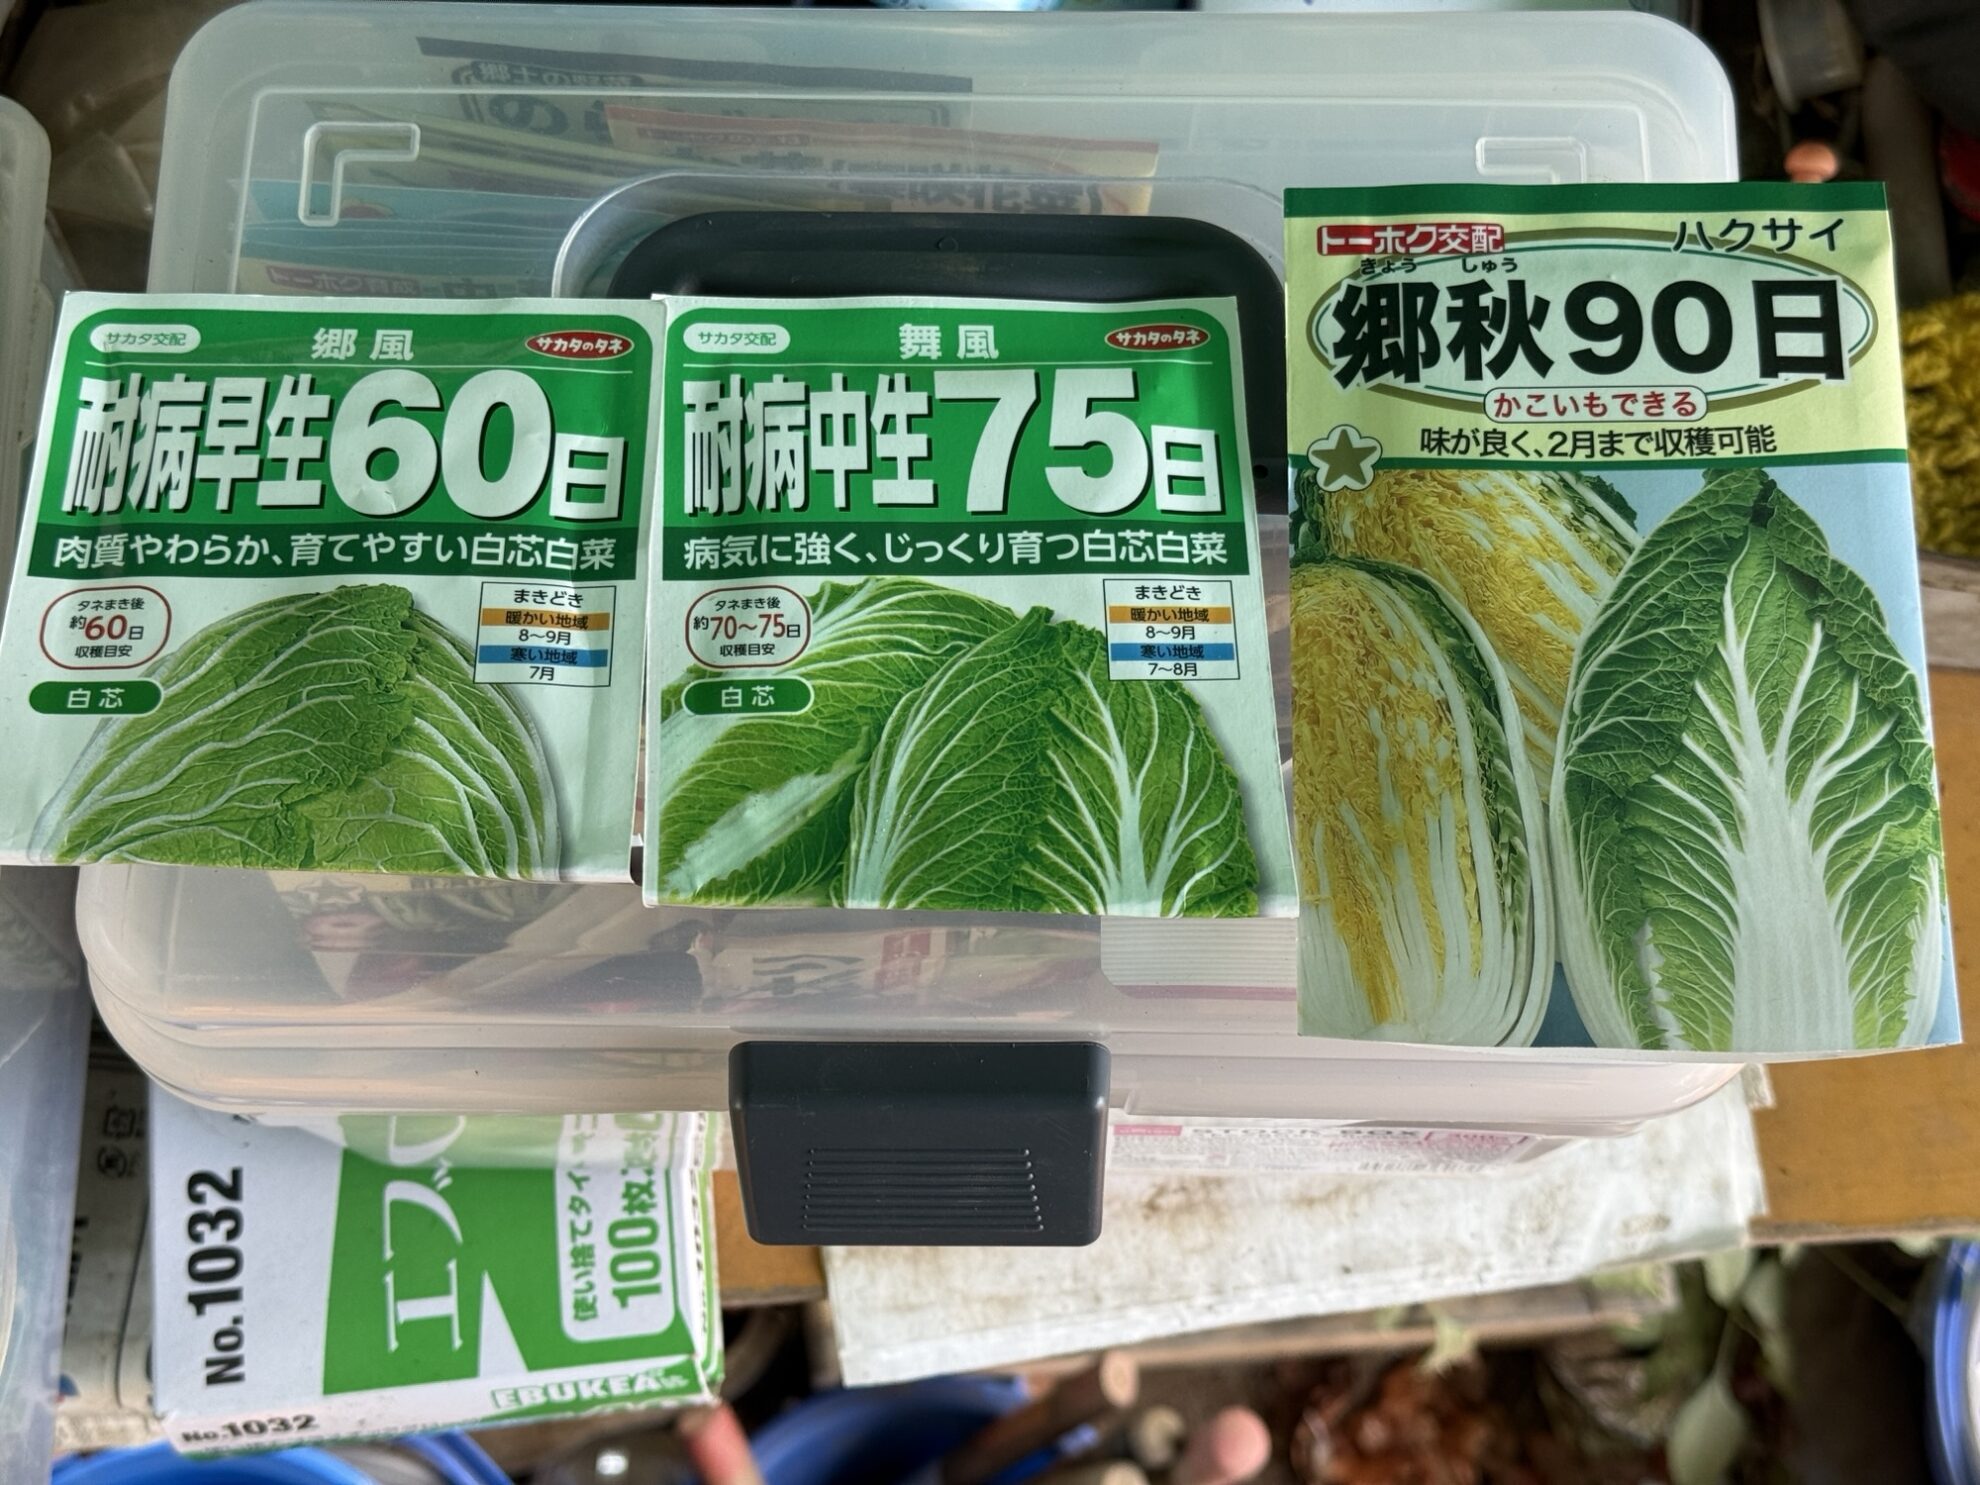 サカタ交配
郷風
サカタのタネ
耐病早生60日
肉質やわらか、育てやすい白芯白菜
タネまき後
約60日
収穫目安
白芯
まきどき
暖かい地域
8〜9月
寒い地域
7月
サカタ交配
舞風
サカタのタネ
耐病中生75日
病気に強く、じっくり育つ白芯白菜
タネまき後
約70〜75日
収穫目安
白芯
まきどき
暖かい地域
8〜9月
寒い地域
7〜8月
トーホク交配
ハクサイ
きょう しゅう
郷秋90日
かこいもできる
味が良く、2月まで収穫可能
No.1032
エブ
使い捨てタイ
100枚
EBUKEA
No.1032